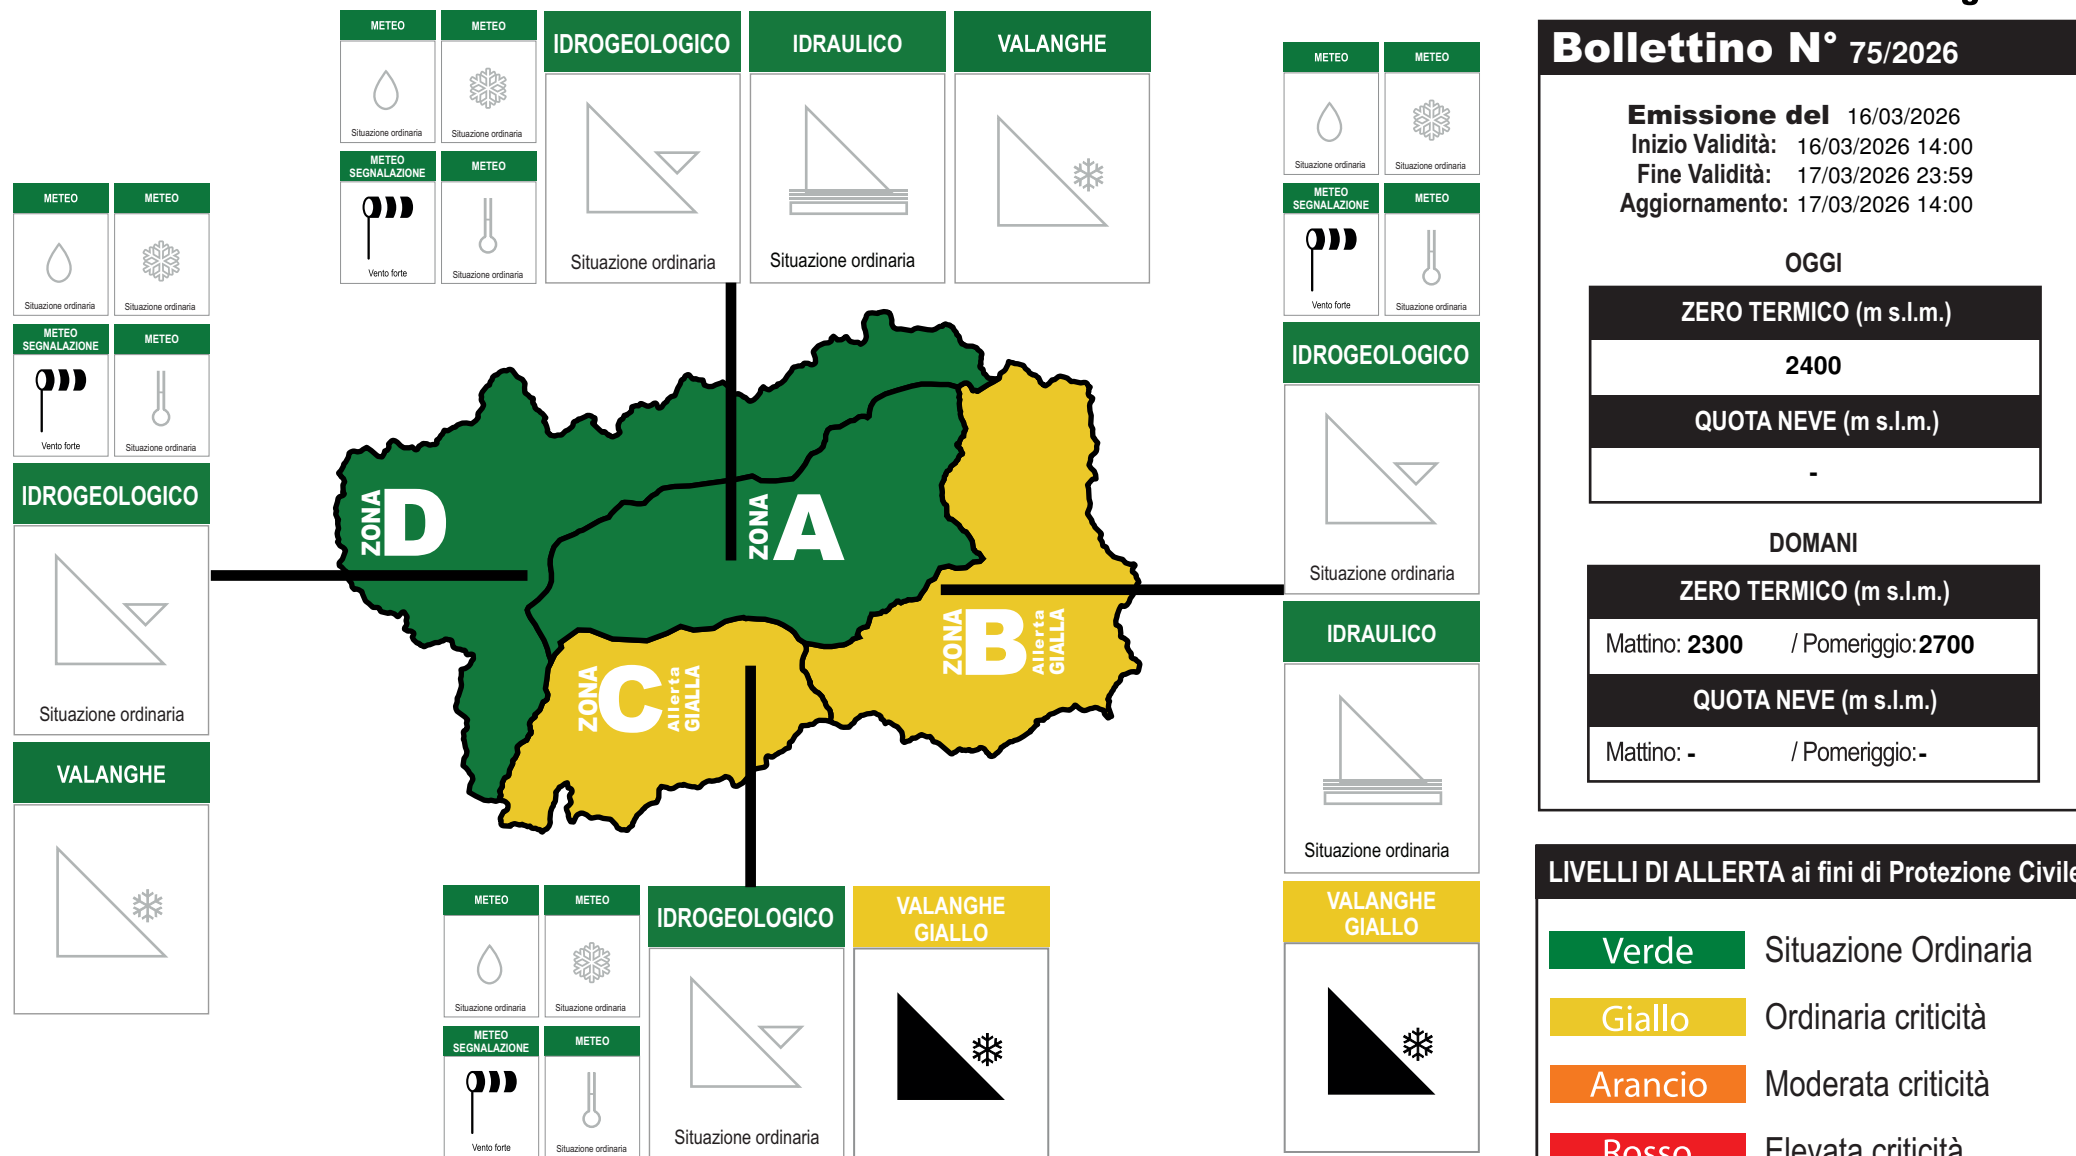 METEO
METEO
Situazione ordinaria
Situazione ordinaria
METEO
SEGNALAZIONE
METEO
Vento forte
Situazione ordinaria
IDROGEOLOGICO
Situazione ordinaria
IDRAULICO
Situazione ordinaria
VALANGHE
METEO
METEO
Situazione ordinaria
Situazione ordinaria
METEO
SEGNALAZIONE
METEO
Vento forte
Situazione ordinaria
IDROGEOLOGICO
Situazione ordinaria
VALANGHE
ZONA D
ZONA A
ZONA B Allerta GIALLA
ZONA C Allerta GIALLA
METEO
METEO
Situazione ordinaria
Situazione ordinaria
METEO
SEGNALAZIONE
METEO
Vento forte
Situazione ordinaria
IDROGEOLOGICO
Situazione ordinaria
IDRAULICO
Situazione ordinaria
VALANGHE
GIALLO
METEO
METEO
Situazione ordinaria
Situazione ordinaria
METEO
SEGNALAZIONE
METEO
Vento forte
Situazione ordinaria
IDROGEOLOGICO
Situazione ordinaria
VALANGHE
GIALLO
Bollettino N° 75/2026
Emissione del 16/03/2026
Inizio Validità: 16/03/2026 14:00
Fine Validità: 17/03/2026 23:59
Aggiornamento: 17/03/2026 14:00
OGGI
ZERO TERMICO (m s.l.m.)
2400
QUOTA NEVE (m s.l.m.)
-
DOMANI
ZERO TERMICO (m s.l.m.)
Mattino: 2300 / Pomeriggio: 2700
QUOTA NEVE (m s.l.m.)
Mattino: - / Pomeriggio: -
LIVELLI DI ALLERTA ai fini di Protezione Civile
Verde Situazione Ordinaria
Giallo Ordinaria criticità
Arancio Moderata criticità
Rosso Elevata criticità